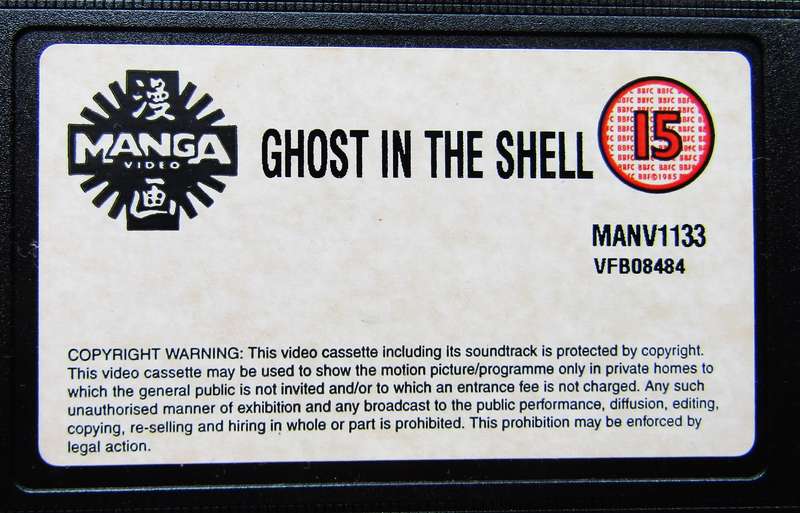 漫
MANGA
VIDEO
画
GHOST IN THE SHELL
15
BBFC©1985
MANV1133
VFB08484
COPYRIGHT WARNING: This video cassette including its soundtrack is protected by copyright.
This video cassette may be used to show the motion picture/programme only in private homes to
which the general public is not invited and/or to which an entrance fee is not charged. Any such
unauthorised manner of exhibition and any broadcast to the public performance, diffusion, editing,
copying, re-selling and hiring in whole or part is prohibited. This prohibition may be enforced by
legal action.